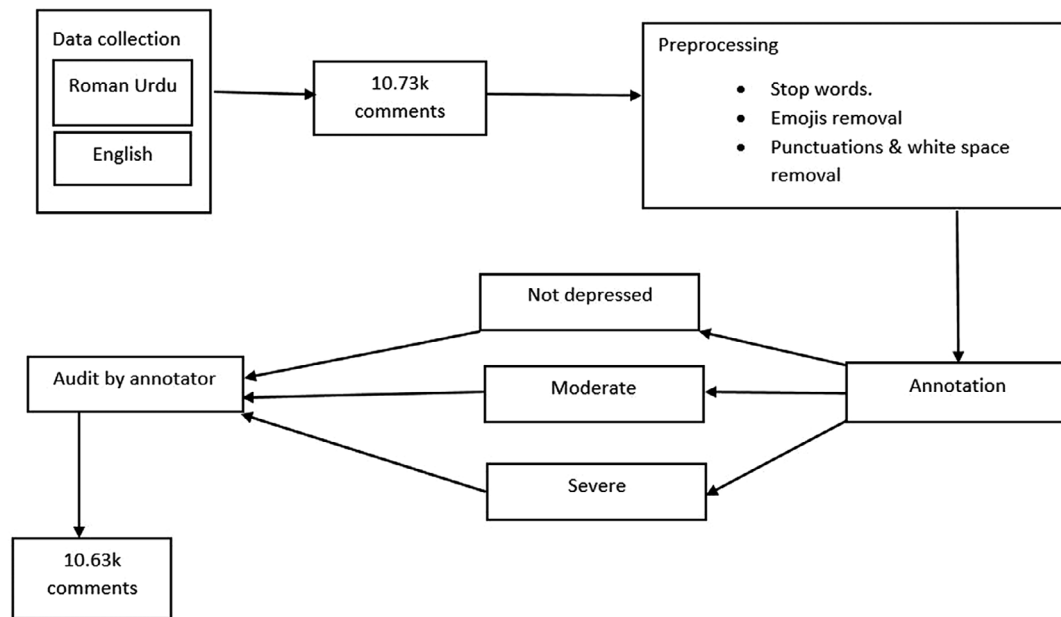 Data collection
Roman Urdu
English
10.73k
comments
Preprocessing
• Stop words.
• Emojis removal
• Punctuations & white space
removal
Not depressed
Audit by annotator
Moderate
Annotation
Severe
10.63k
comments